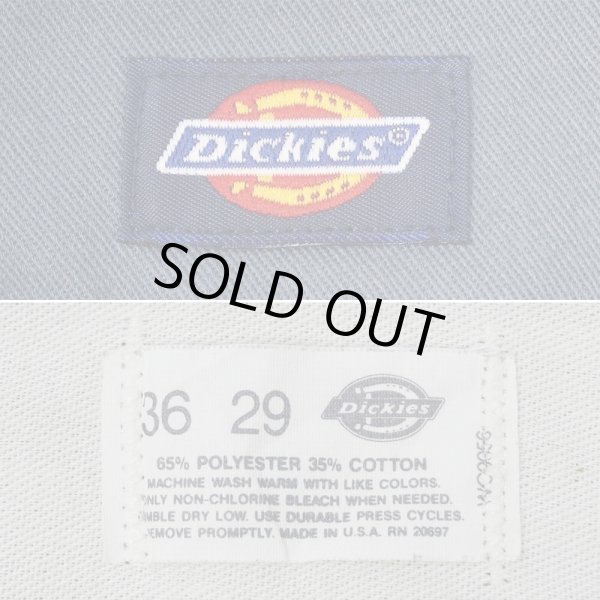 Dickies®
SOLD OUT
36 29 Dickies
65% POLYESTER 35% COTTON
MACHINE WASH WARM WITH LIKE COLORS.
ONLY NON-CHLORINE BLEACH WHEN NEEDED.
MBLE DRY LOW. USE DURABLE PRESS CYCLES.
REMOVE PROMPTLY. MADE IN U.S.A. RN 20697